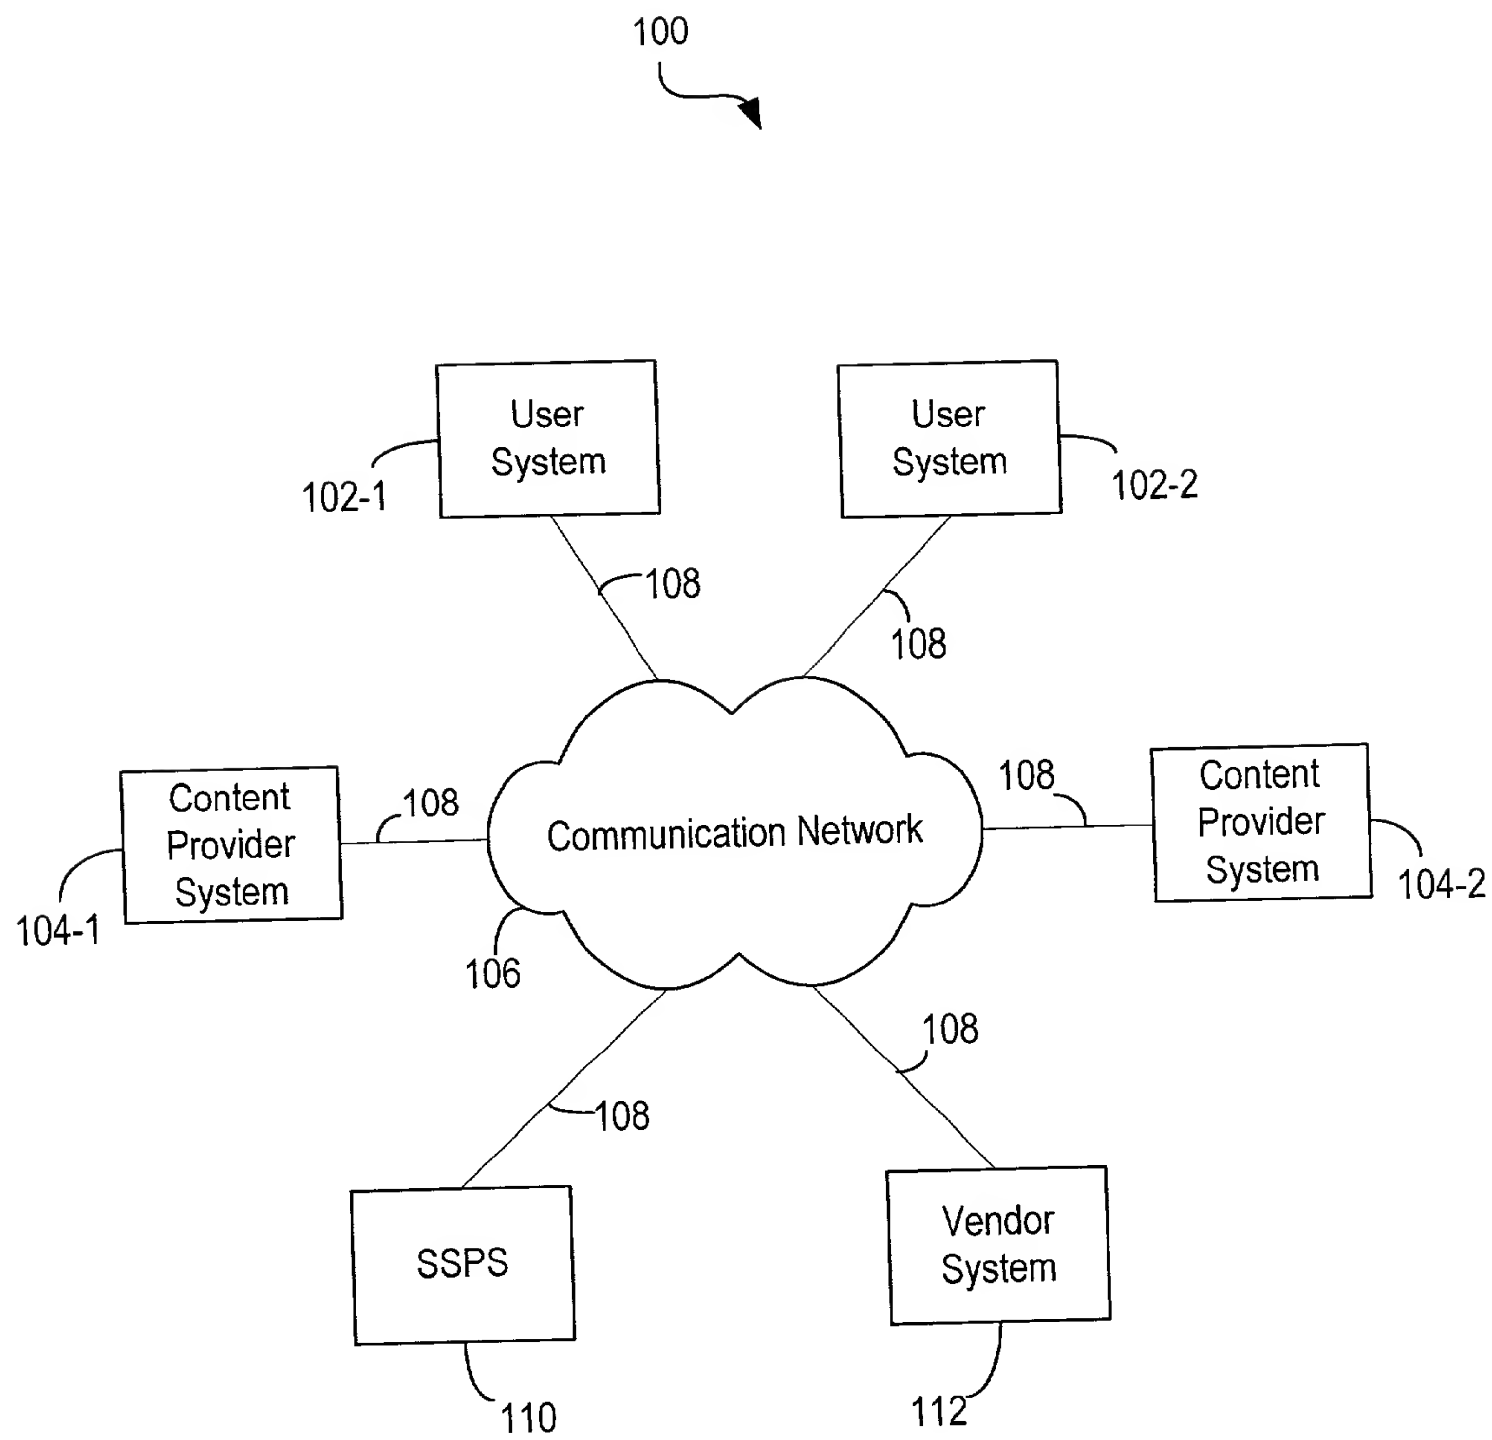 100
User
System
102-1
User
System
102-2
108
108
Content
Provider
System
104-1
108
Communication Network
106
108
Content
Provider
System
104-2
108
108
SSPS
110
Vendor
System
112